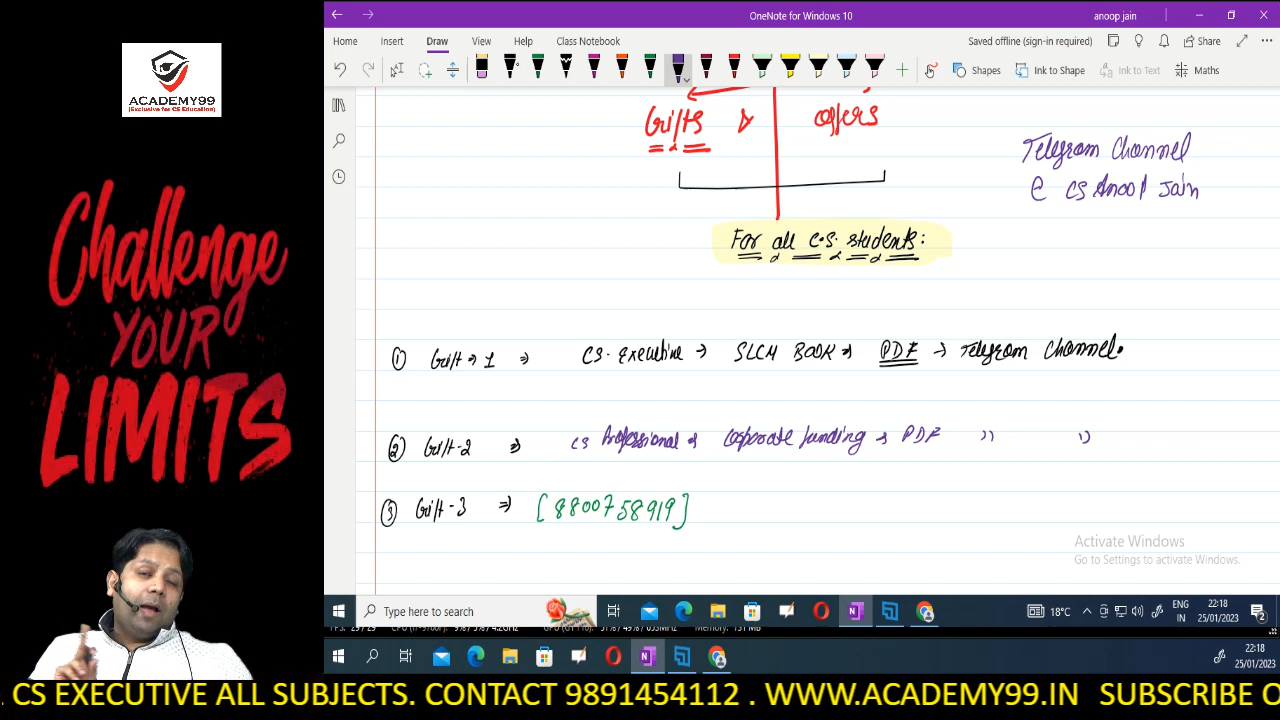 ACADEMY99
(Exclusive for CS Education)
Challenge
YOUR
LIMITS
OneNote for Windows 10
anoop jain
Home Insert Draw View Help Class Notebook
Saved offline (sign-in required)
Share
Shapes Ink to Shape Ink to Text Maths
Gifts offers
Telegram Channel
@ CS Anoop Jain
For all C.S. students:
① Gift → 1 ⇒ CS. Executive → SLCM BOOK → PDF → Telegram Channel.
② Gift-2 ⇒ CS Professional → Corporate funding → PDF " "
③ Gift-3 ⇒ [8800758919]
Activate Windows
Go to Settings to activate Windows.
Type here to search
18°C
ENG
IN
22:18
25/01/2023
22:18
25/01/2023
CS EXECUTIVE ALL SUBJECTS. CONTACT 9891454112 . WWW.ACADEMY99.IN SUBSCRIBE O